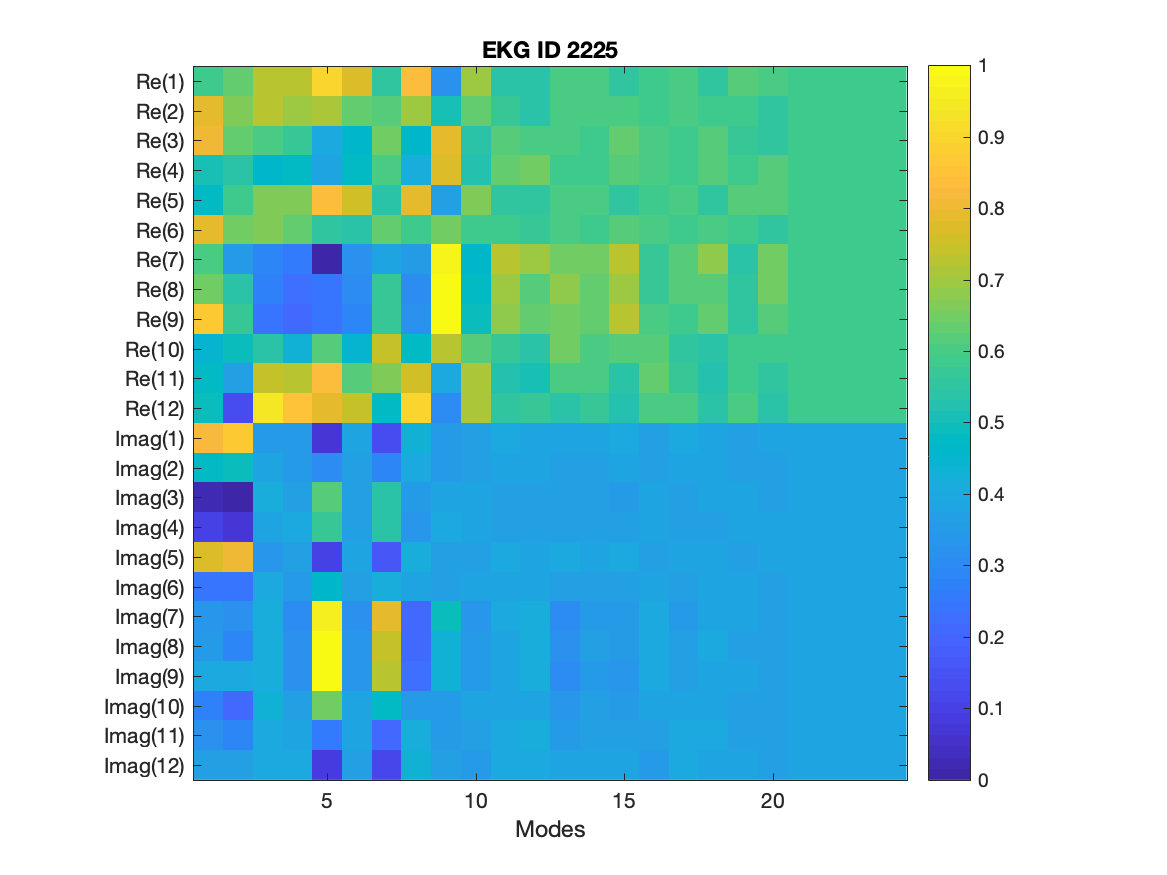 EKG ID 2225
Re(1)
Re(2)
Re(3)
Re(4)
Re(5)
Re(6)
Re(7)
Re(8)
Re(9)
Re(10)
Re(11)
Re(12)
Imag(1)
Imag(2)
Imag(3)
Imag(4)
Imag(5)
Imag(6)
Imag(7)
Imag(8)
Imag(9)
Imag(10)
Imag(11)
Imag(12)
5 10 15 20
Modes
1
0.9
0.8
0.7
0.6
0.5
0.4
0.3
0.2
0.1
0